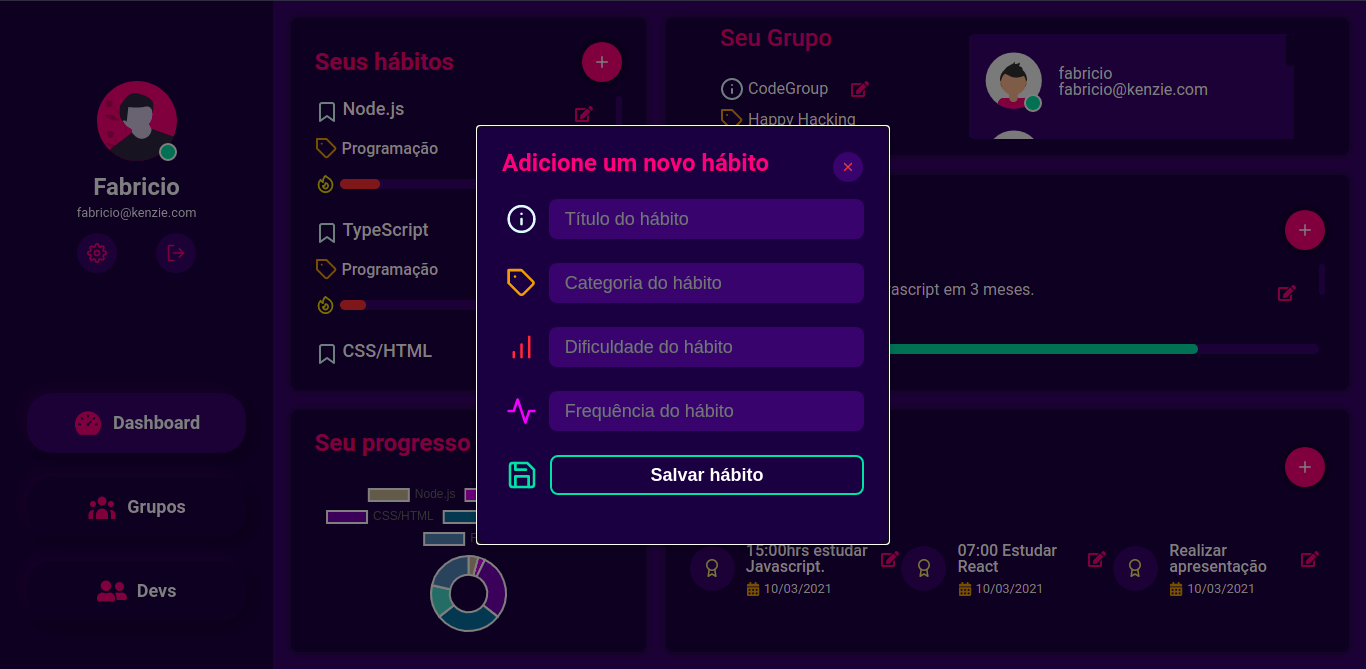 Fabricio
fabricio@kenzie.com
Dashboard
Grupos
Devs
Seus hábitos
Node.js
Programação
TypeScript
Programação
CSS/HTML
Seu progresso
Node.js
CSS/HTML
Seu Grupo
CodeGroup
Happy Hacking
fabricio
fabricio@kenzie.com
Adicione um novo hábito
Título do hábito
Categoria do hábito
Dificuldade do hábito
Frequência do hábito
Salvar hábito
em 3 meses.
15:00hrs estudar
Javascript.
10/03/2021
07:00 Estudar
React
10/03/2021
Realizar
apresentação
10/03/2021